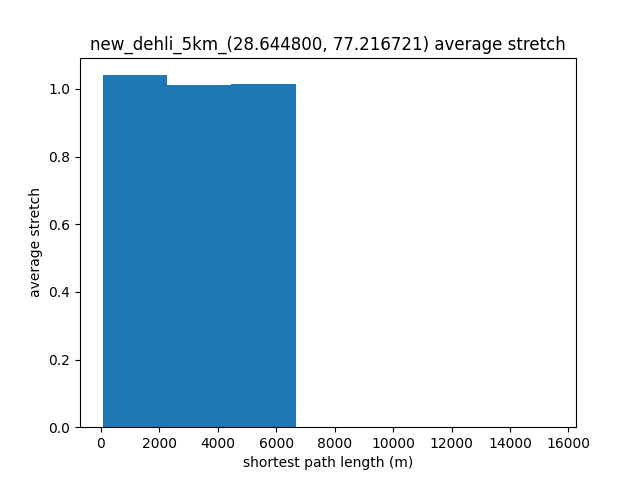 new_dehli_5km_(28.644800, 77.216721) average stretch
average stretch
1.0
0.8
0.6
0.4
0.2
0.0
0 2000 4000 6000 8000 10000 12000 14000 16000
shortest path length (m)